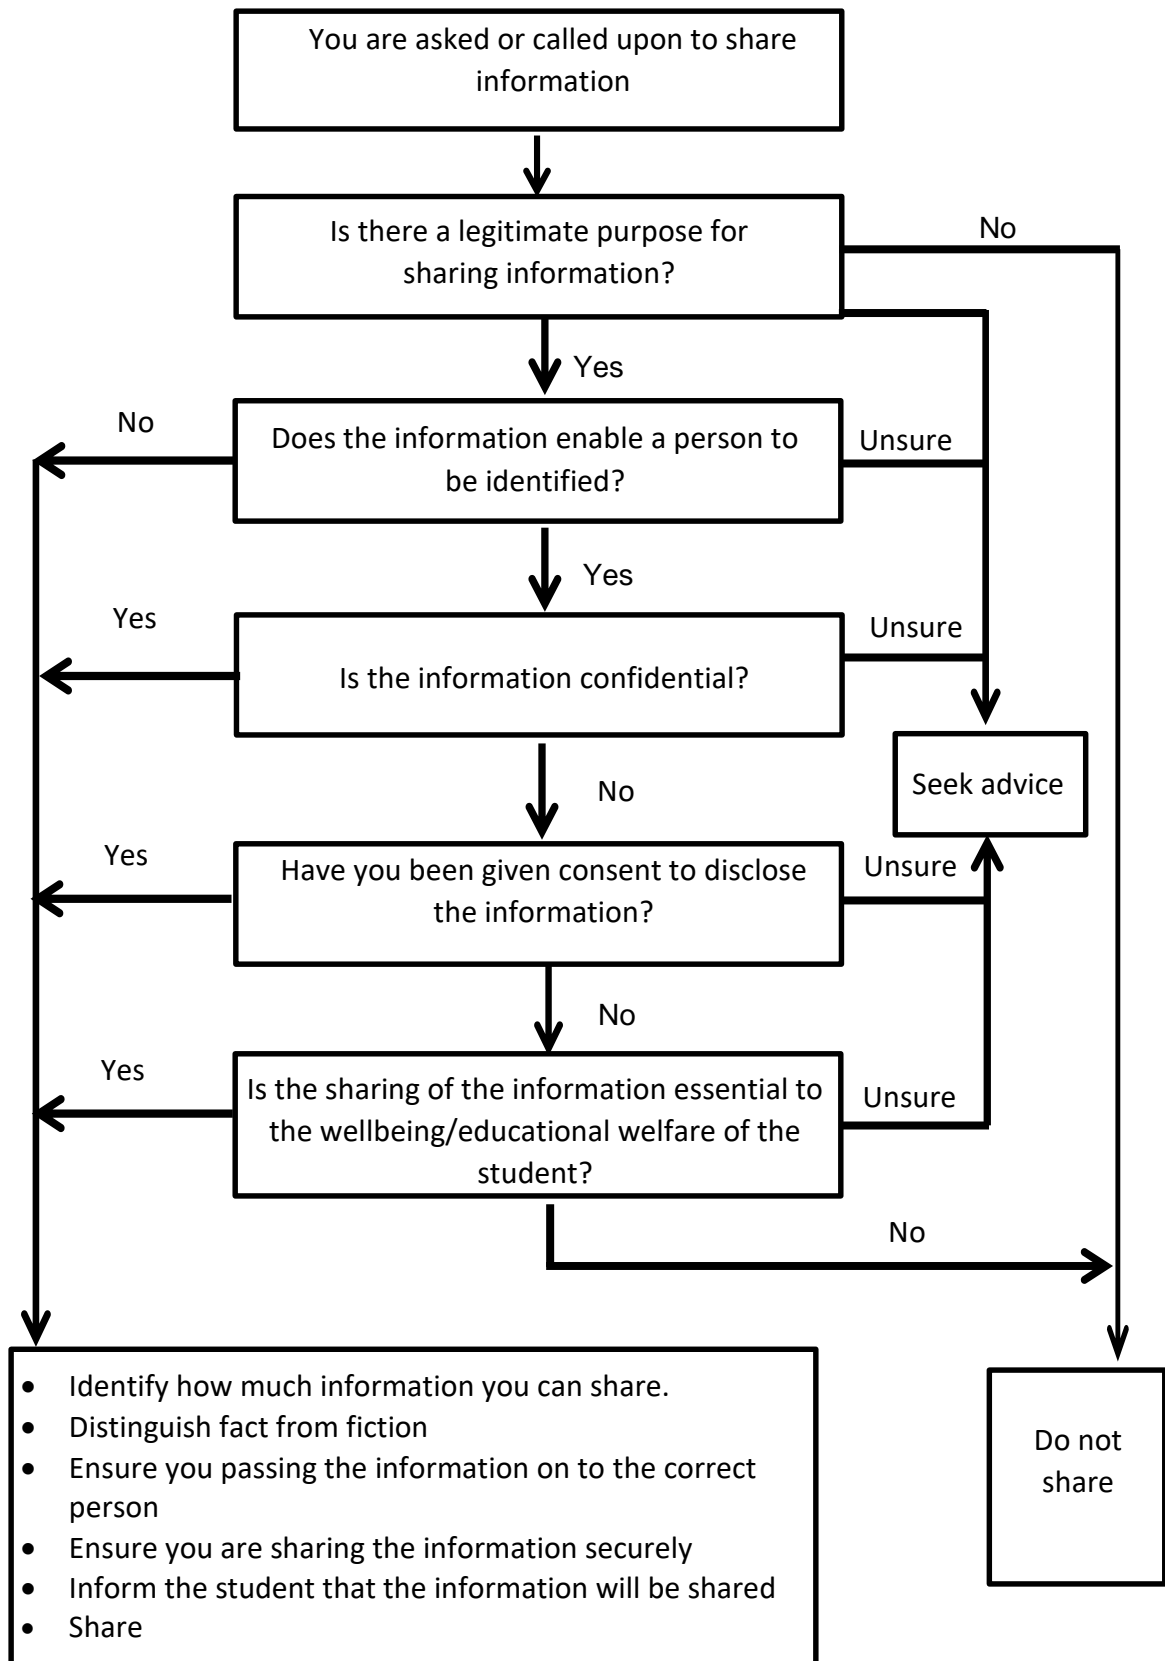 You are asked or called upon to share
information
Is there a legitimate purpose for
sharing information?
No
Yes
No
Does the information enable a person to
be identified?
Unsure
Yes
Yes
Is the information confidential?
Unsure
Seek advice
No
Yes
Have you been given consent to disclose
the information?
Unsure
No
Yes
Is the sharing of the information essential to
the wellbeing/educational welfare of the
student?
Unsure
No
• Identify how much information you can share.
• Distinguish fact from fiction
• Ensure you passing the information on to the correct
person
• Ensure you are sharing the information securely
• Inform the student that the information will be shared
• Share
Do not
share